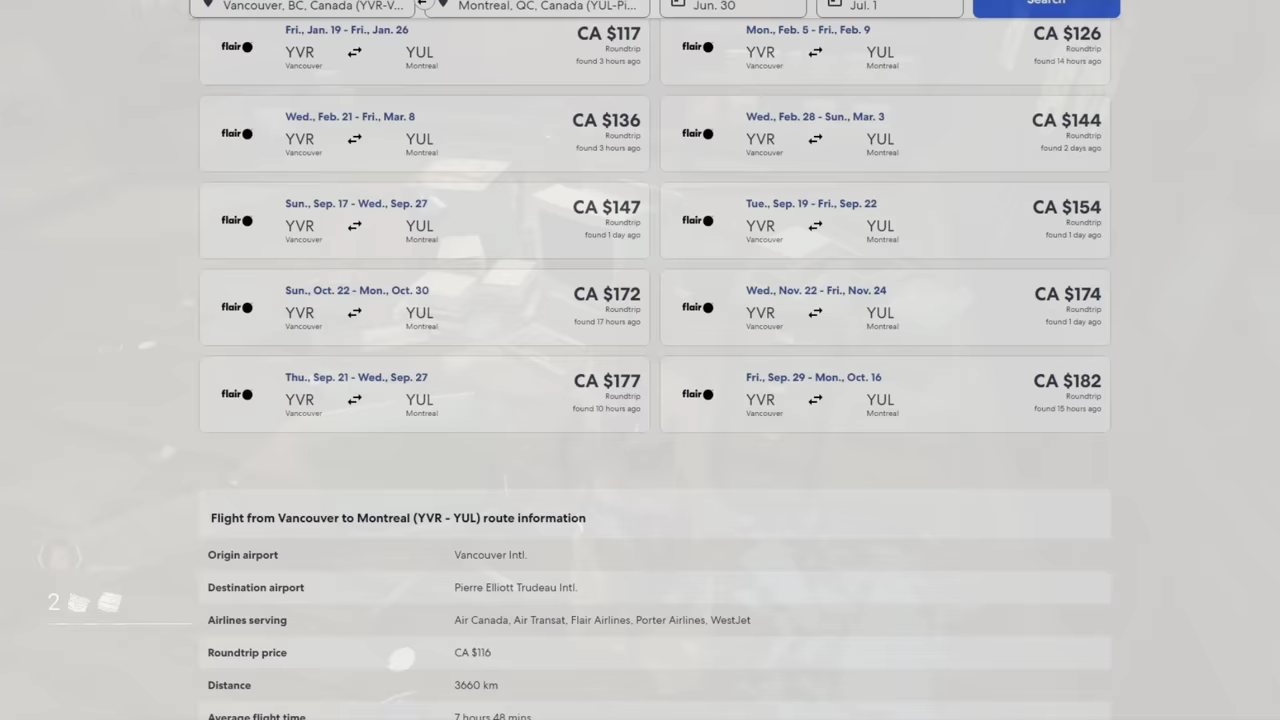 Vancouver, BC, Canada (YVR-V...
Montreal, QC, Canada (YUL-Pi...
Jun. 30
Jul. 1
Search
flair
Fri., Jan. 19 - Fri., Jan. 26
YVR YUL
Vancouver Montreal
CA $117
Roundtrip
found 3 hours ago
flair
Mon., Feb. 5 - Fri., Feb. 9
YVR YUL
Vancouver Montreal
CA $126
Roundtrip
found 14 hours ago
flair
Wed., Feb. 21 - Fri., Mar. 8
YVR YUL
Vancouver Montreal
CA $136
Roundtrip
found 3 hours ago
flair
Wed., Feb. 28 - Sun., Mar. 3
YVR YUL
Vancouver Montreal
CA $144
Roundtrip
found 2 days ago
flair
Sun., Sep. 17 - Wed., Sep. 27
YVR YUL
Vancouver Montreal
CA $147
Roundtrip
found 1 day ago
flair
Tue., Sep. 19 - Fri., Sep. 22
YVR YUL
Vancouver Montreal
CA $154
Roundtrip
found 1 day ago
flair
Sun., Oct. 22 - Mon., Oct. 30
YVR YUL
Vancouver Montreal
CA $172
Roundtrip
found 17 hours ago
flair
Wed., Nov. 22 - Fri., Nov. 24
YVR YUL
Vancouver Montreal
CA $174
Roundtrip
found 1 day ago
flair
Thu., Sep. 21 - Wed., Sep. 27
YVR YUL
Vancouver Montreal
CA $177
Roundtrip
found 10 hours ago
flair
Fri., Sep. 29 - Mon., Oct. 16
YVR YUL
Vancouver Montreal
CA $182
Roundtrip
found 15 hours ago
Flight from Vancouver to Montreal (YVR - YUL) route information
Origin airport Vancouver Intl.
Destination airport Pierre Elliott Trudeau Intl.
2
Airlines serving Air Canada, Air Transat, Flair Airlines, Porter Airlines, WestJet
Roundtrip price CA $116
Distance 3660 km
Average flight time 7 hours 48 mins